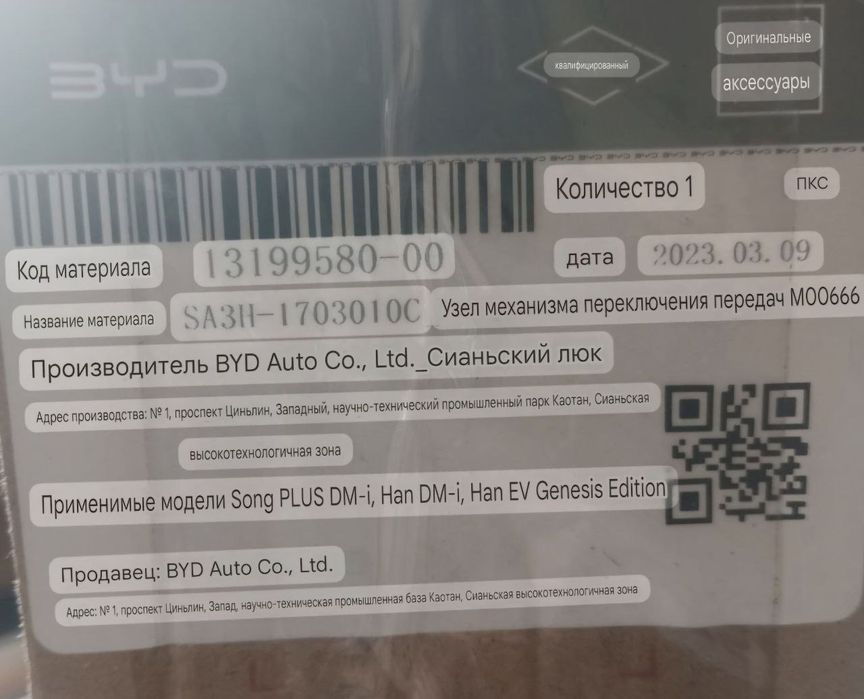 BYD
квалифицированный
Оригинальные
аксессуары
Количество 1
пкс
Код материала 13199580-00 дата 2023.03.09
Название материала SA3H-1703010C Узел механизма переключения передач M00666
Производитель BYD Auto Co., Ltd._Сианьский люк
Адрес производства: № 1, проспект Циньлин, Западный, научно-технический промышленный парк Каотан, Сианьская
высокотехнологичная зона
Применимые модели Song PLUS DM-i, Han DM-i, Han EV Genesis Edition
Продавец: BYD Auto Co., Ltd.
Адрес: № 1, проспект Циньлин, Запад, научно-техническая промышленная база Каотан, Сианьская высокотехнологичная зона